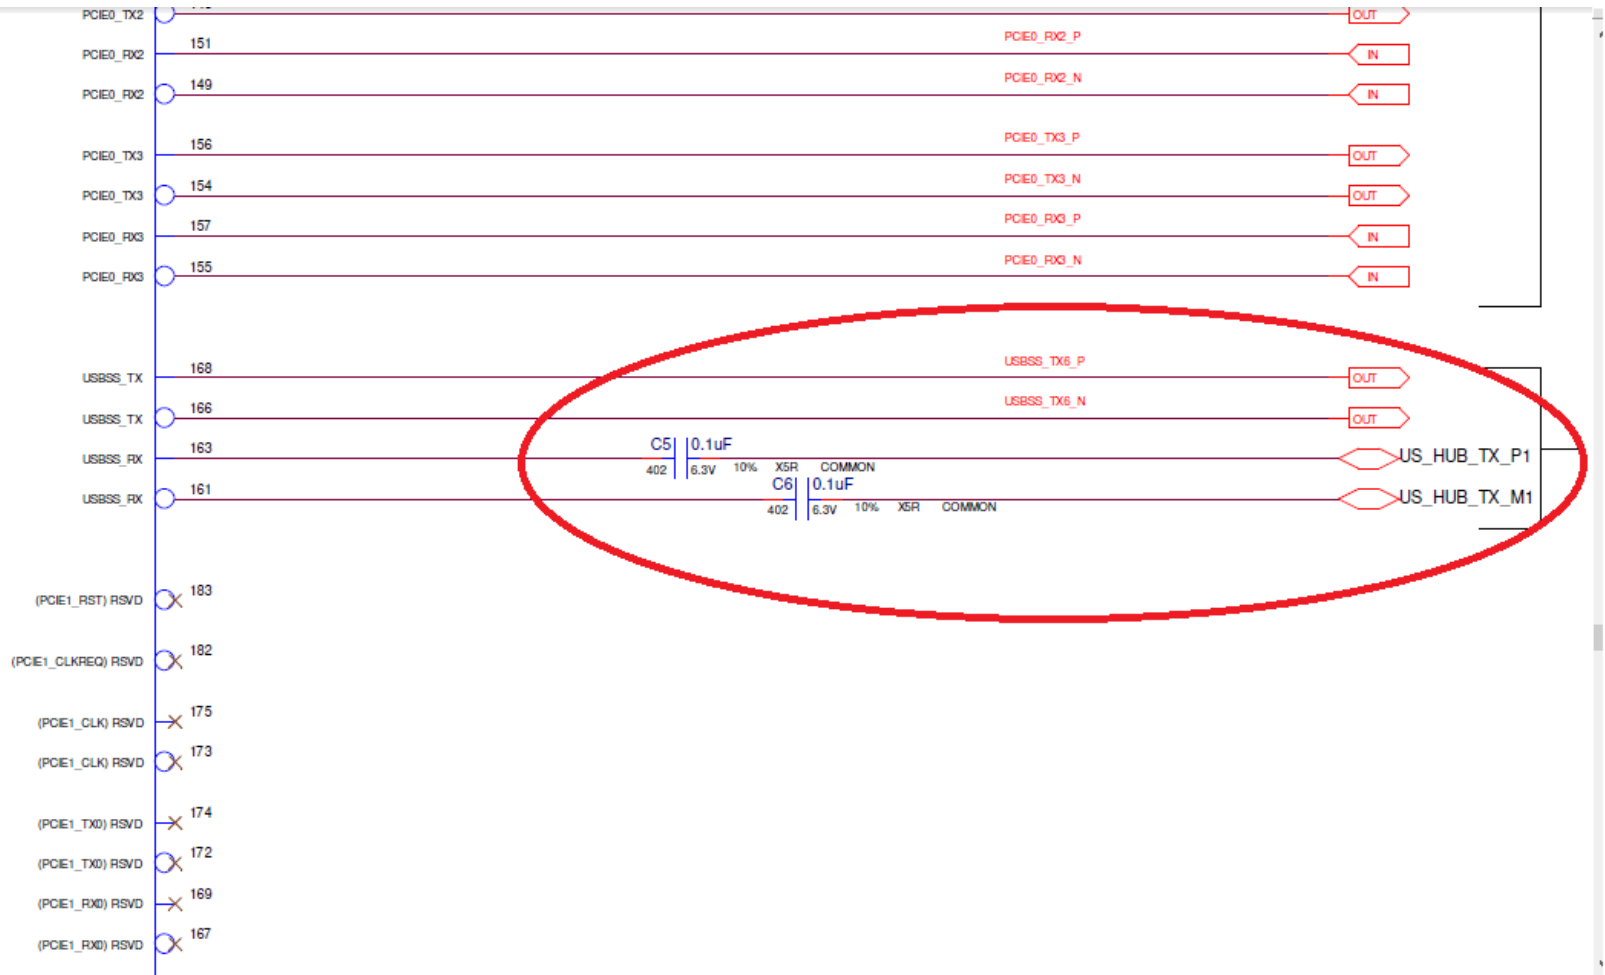 PCIE0_TX2 OUT
151 PCIE0_RX2_P
PCIE0_RX2 IN
149 PCIE0_RX2_N
PCIE0_RX2 IN
156 PCIE0_TX3_P
PCIE0_TX3 OUT
154 PCIE0_TX3_N
PCIE0_TX3 OUT
157 PCIE0_RX3_P
PCIE0_RX3 IN
155 PCIE0_RX3_N
PCIE0_RX3 IN
168 USBSS_TX6_P
USBSS_TX OUT
166 USBSS_TX6_N
USBSS_TX OUT
163 C5 0.1uF
USBSS_RX US_HUB_TX_P1
402 6.3V 10% X5R COMMON
161 C6 0.1uF
USBSS_RX US_HUB_TX_M1
402 6.3V 10% X5R COMMON
(PCIE1_RST) RSVD 183
(PCIE1_CLKREQ) RSVD 182
(PCIE1_CLK) RSVD 175
(PCIE1_CLK) RSVD 173
(PCIE1_TX0) RSVD 174
(PCIE1_TX0) RSVD 172
(PCIE1_RX0) RSVD 169
(PCIE1_RX0) RSVD 167